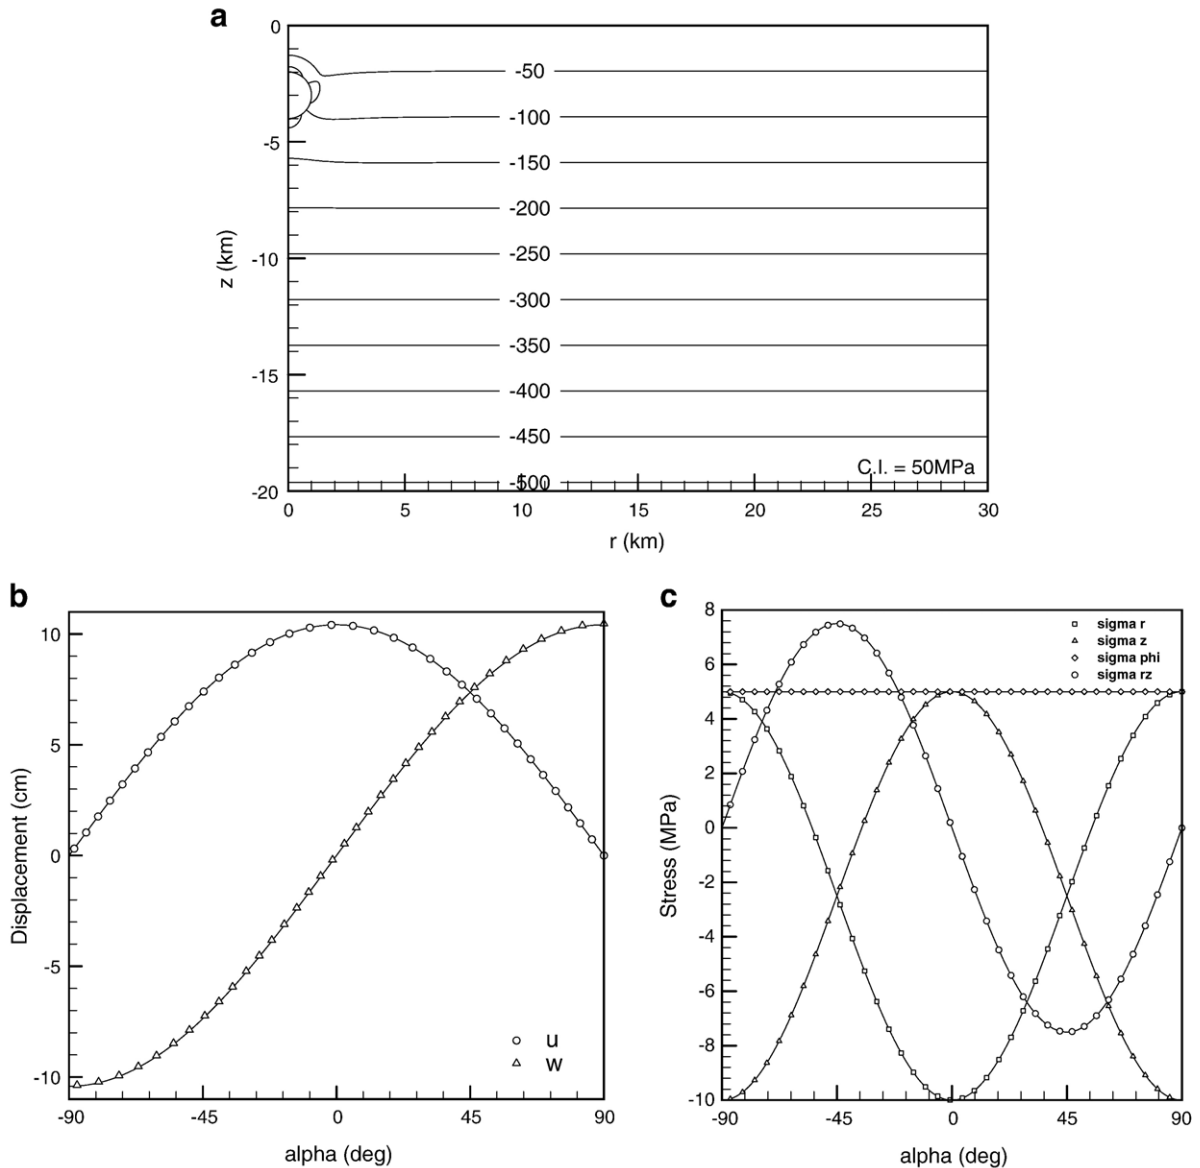 a
0
-50
-100
-5
-150
-200
-250
-10
-300
-350
-15
-400
-450
C.I. = 50MPa
-500
-20
0 5 10 15 20 25 30
z (km)
r (km)
b
10
5
0
-5
-10
-90 -45 0 45 90
Displacement (cm)
alpha (deg)
u
w
c
8
6
4
2
0
-2
-4
-6
-8
-10
-90 -45 0 45 90
Stress (MPa)
alpha (deg)
sigma r
sigma z
sigma phi
sigma rz